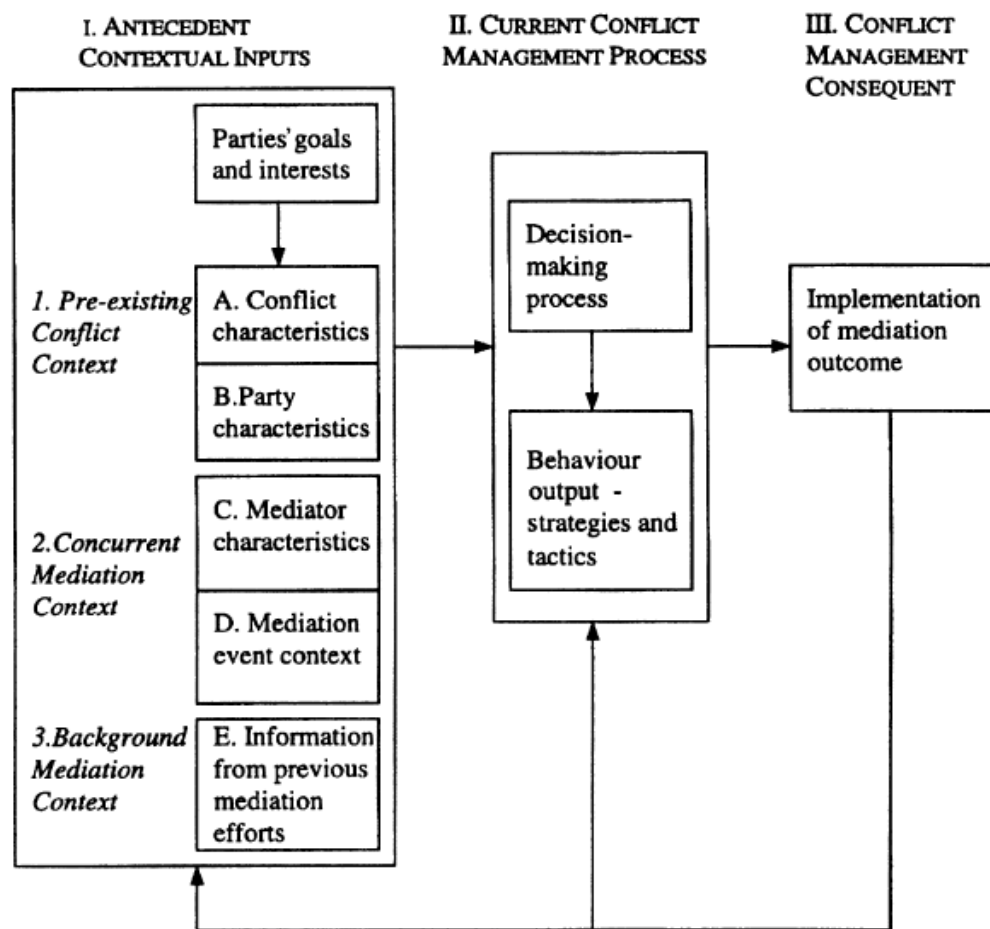 I. ANTECEDENT
CONTEXTUAL INPUTS
II. CURRENT CONFLICT
MANAGEMENT PROCESS
III. CONFLICT
MANAGEMENT
CONSEQUENT
Parties' goals
and interests
1. Pre-existing
Conflict
Context
A. Conflict
characteristics
B.Party
characteristics
2.Concurrent
Mediation
Context
C. Mediator
characteristics
D. Mediation
event context
3.Background
Mediation
Context
E. Information
from previous
mediation
efforts
Decision-
making
process
Behaviour
output -
strategies and
tactics
Implementation
of mediation
outcome